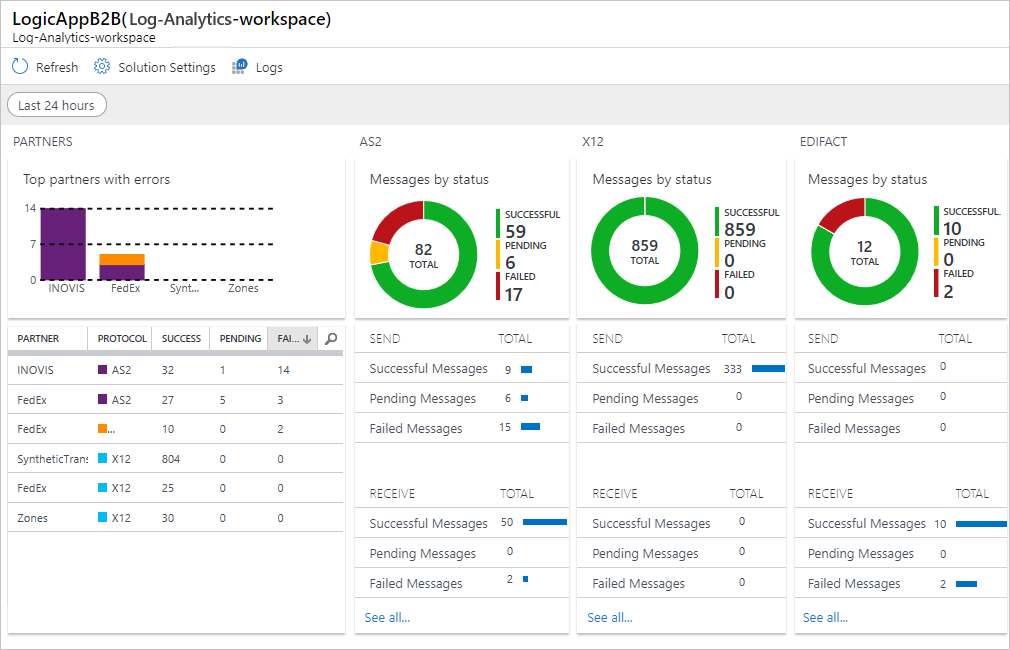 LogicAppB2B(Log-Analytics-workspace)
Log-Analytics-workspace
Refresh Solution Settings Logs
Last 24 hours
PARTNERS
Top partners with errors
14
7
0
INOVIS FedEx Synt... Zones
PARTNER PROTOCOL SUCCESS PENDING FAI...
INOVIS AS2 32 1 14
FedEx AS2 27 5 3
FedEx ... 10 0 2
SyntheticTrans X12 804 0 0
FedEx X12 25 0 0
Zones X12 30 0 0
AS2
Messages by status
82
TOTAL
SUCCESSFUL
59
PENDING
6
FAILED
17
SEND TOTAL
Successful Messages 9
Pending Messages 6
Failed Messages 15
RECEIVE TOTAL
Successful Messages 50
Pending Messages 0
Failed Messages 2
See all...
X12
Messages by status
859
TOTAL
SUCCESSFUL
859
PENDING
0
FAILED
0
SEND TOTAL
Successful Messages 333
Pending Messages 0
Failed Messages 0
RECEIVE TOTAL
Successful Messages 0
Pending Messages 0
Failed Messages 0
See all...
EDIFACT
Messages by status
12
TOTAL
SUCCESSFUL
10
PENDING
0
FAILED
2
SEND TOTAL
Successful Messages 0
Pending Messages 0
Failed Messages 0
RECEIVE TOTAL
Successful Messages 10
Pending Messages 0
Failed Messages 2
See all...